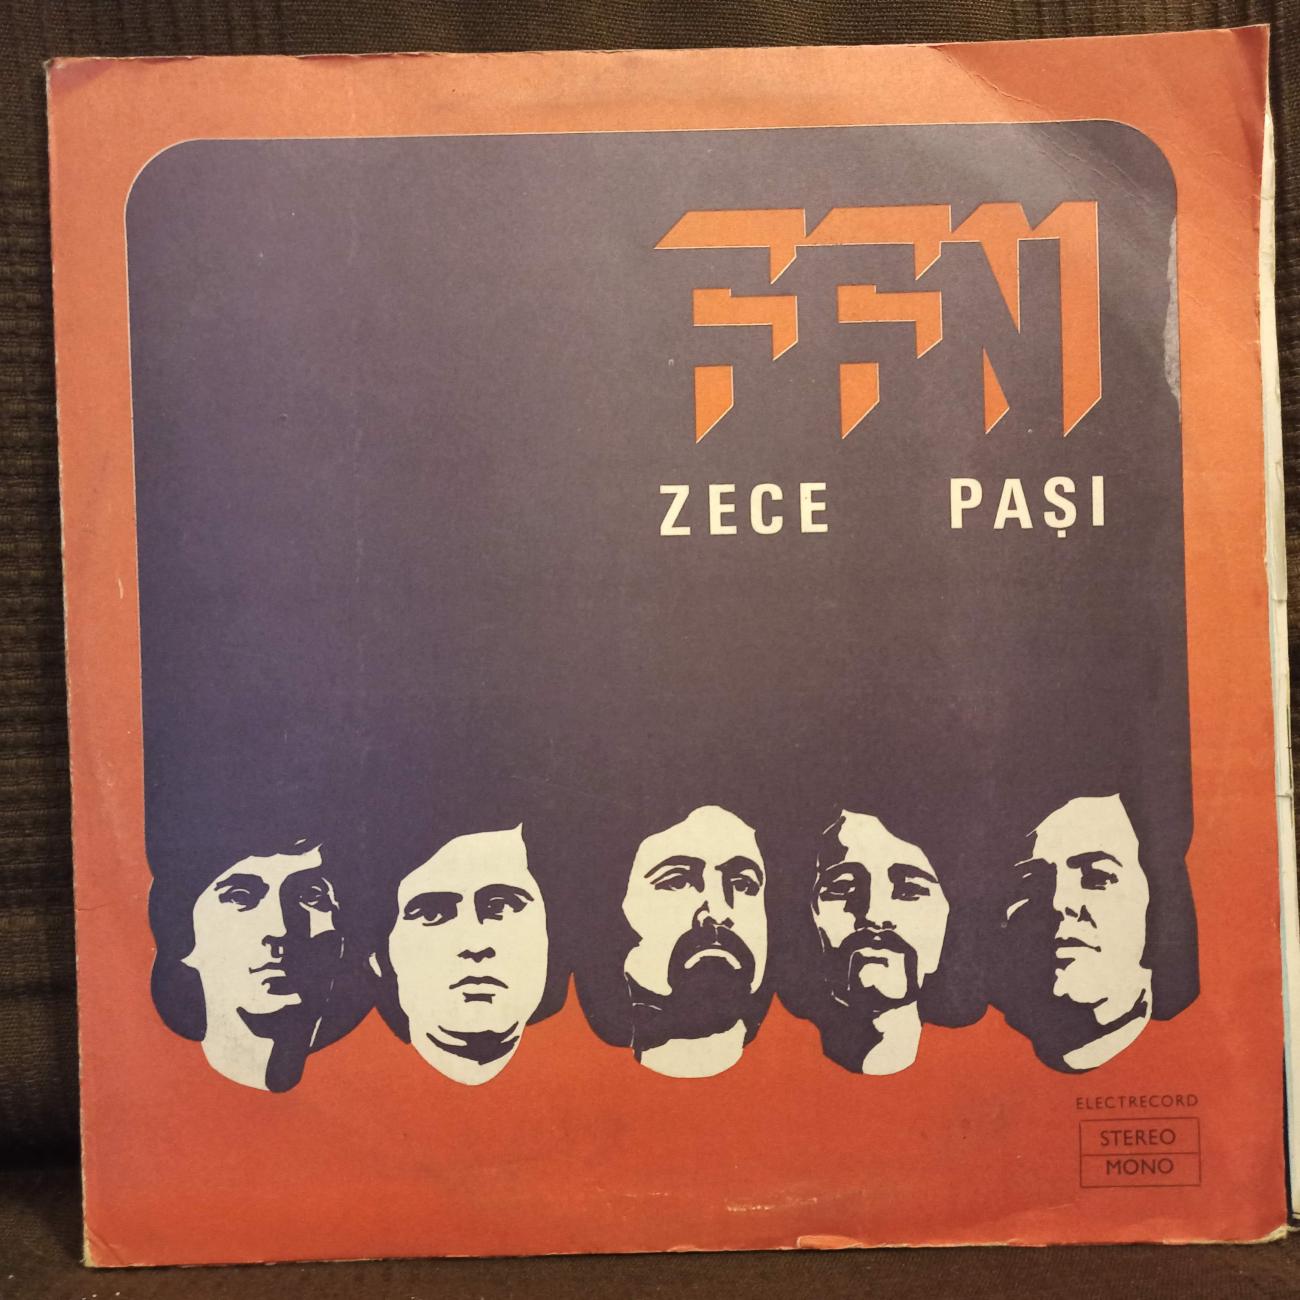 FFN
ZECE PAȘI
ELECTRECORD
STEREO
MONO